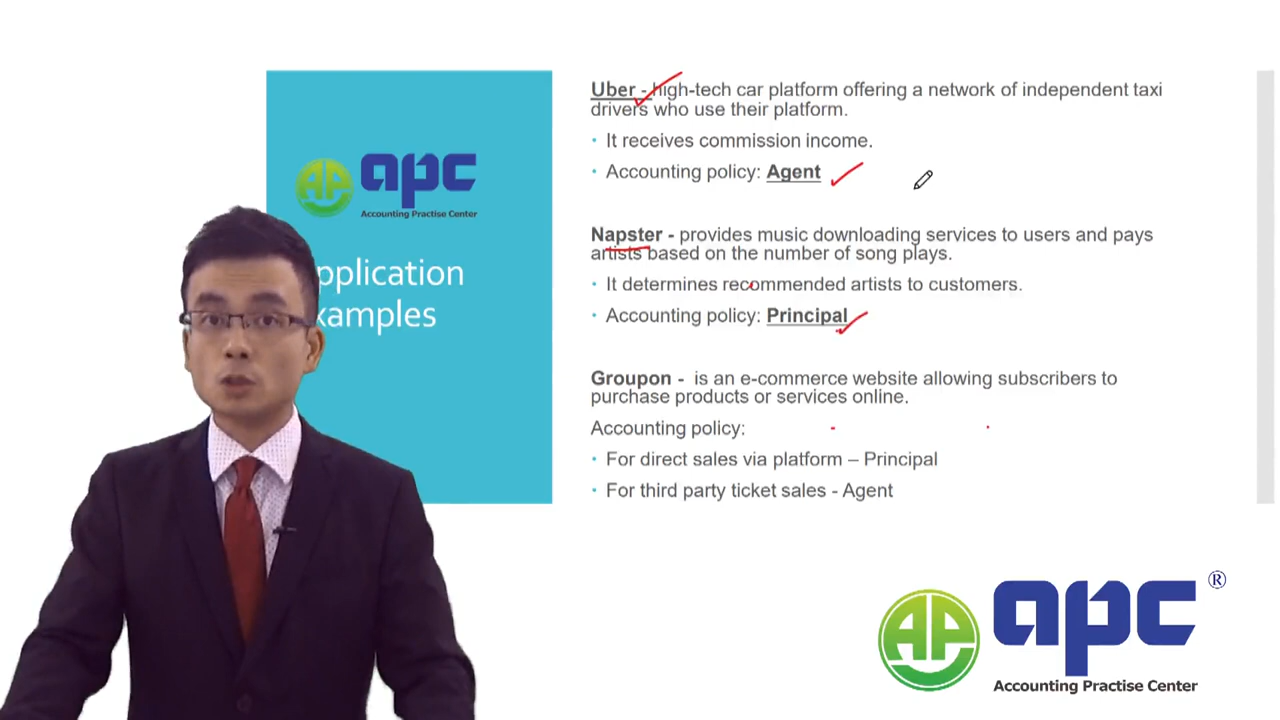 Uber - high-tech car platform offering a network of independent taxi
drivers who use their platform.
• It receives commission income.
• Accounting policy: Agent
Napster - provides music downloading services to users and pays
artists based on the number of song plays.
• It determines recommended artists to customers.
• Accounting policy: Principal
Groupon - is an e-commerce website allowing subscribers to
purchase products or services online.
Accounting policy:
• For direct sales via platform – Principal
• For third party ticket sales - Agent
AP apc
Accounting Practise Center
pplication
xamples
AP apc ®
Accounting Practise Center